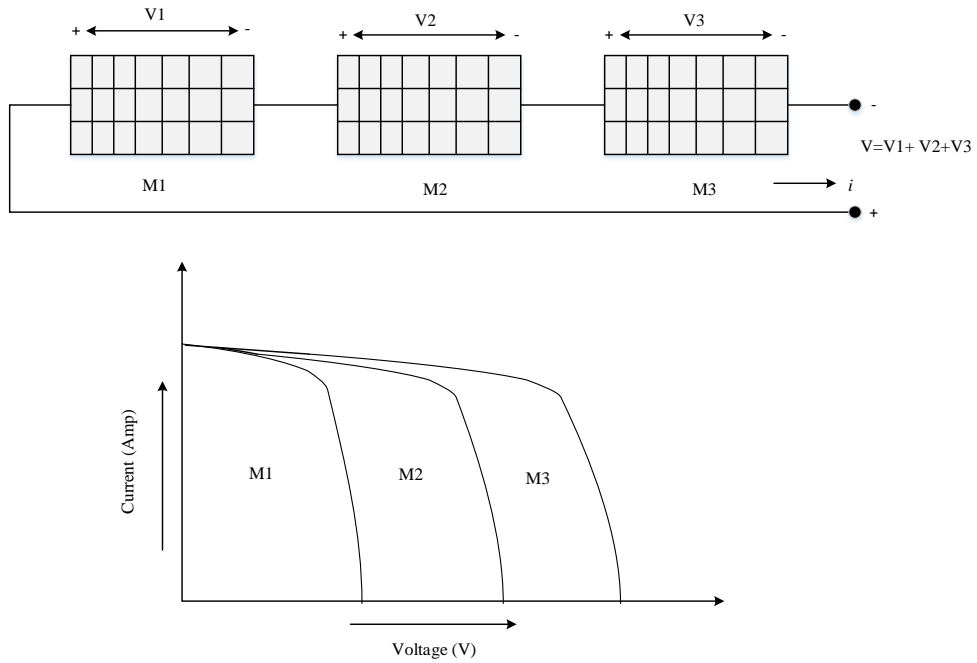 V1
V2
V3
+ -
+ -
+ -
-
V=V1+ V2+V3
M1
M2
M3
i
+
Current (Amp)
M1
M2
M3
Voltage (V)